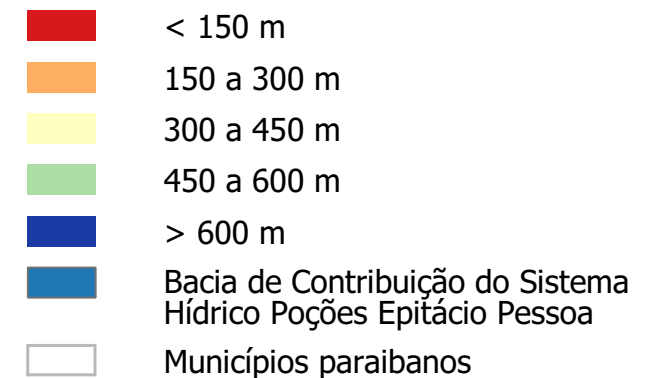 < 150 m
150 a 300 m
300 a 450 m
450 a 600 m
> 600 m
Bacia de Contribuição do Sistema
Hídrico Poções Epitácio Pessoa
Municípios paraibanos